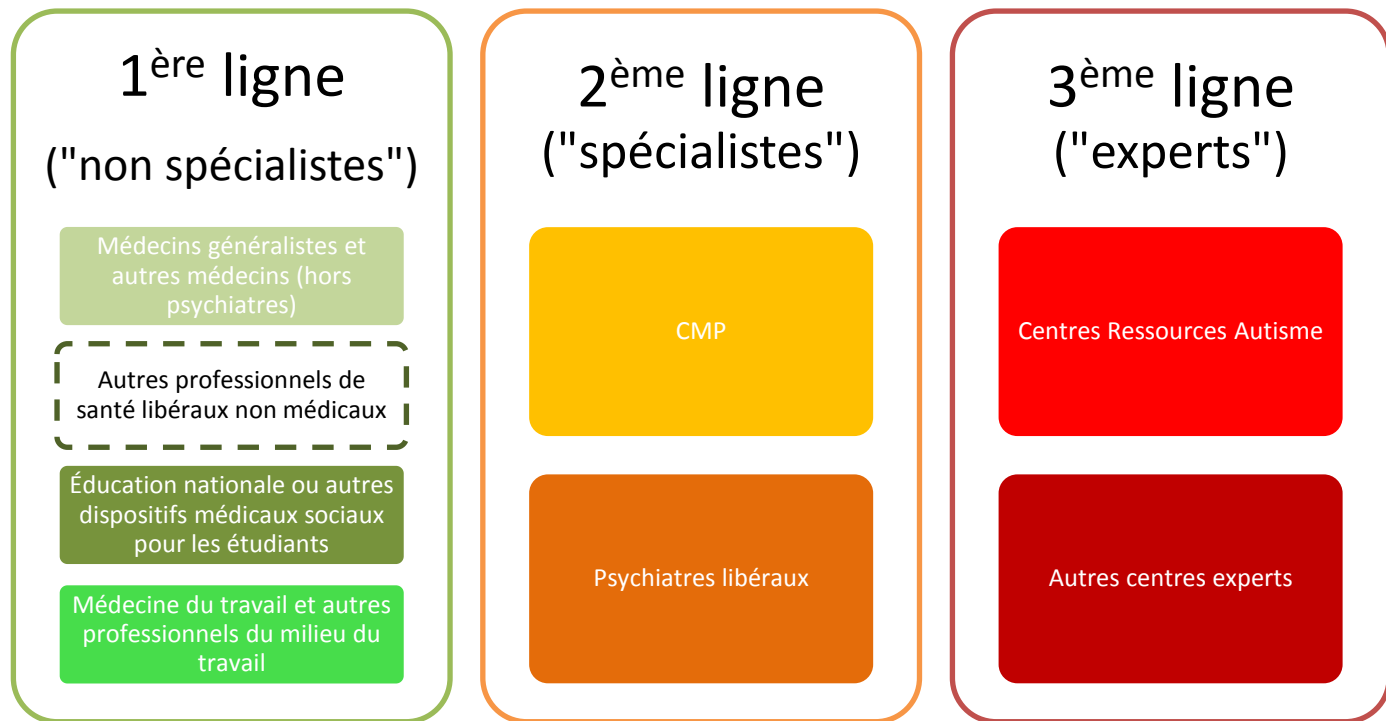 1ère ligne
("non spécialistes")
Médecins généralistes et
autres médecins (hors
psychiatres)
Autres professionnels de
santé libéraux non médicaux
Éducation nationale ou autres
dispositifs médicaux sociaux
pour les étudiants
Médecine du travail et autres
professionnels du milieu du
travail
2ème ligne
("spécialistes")
CMP
Psychiatres libéraux
3ème ligne
("experts")
Centres Ressources Autisme
Autres centres experts